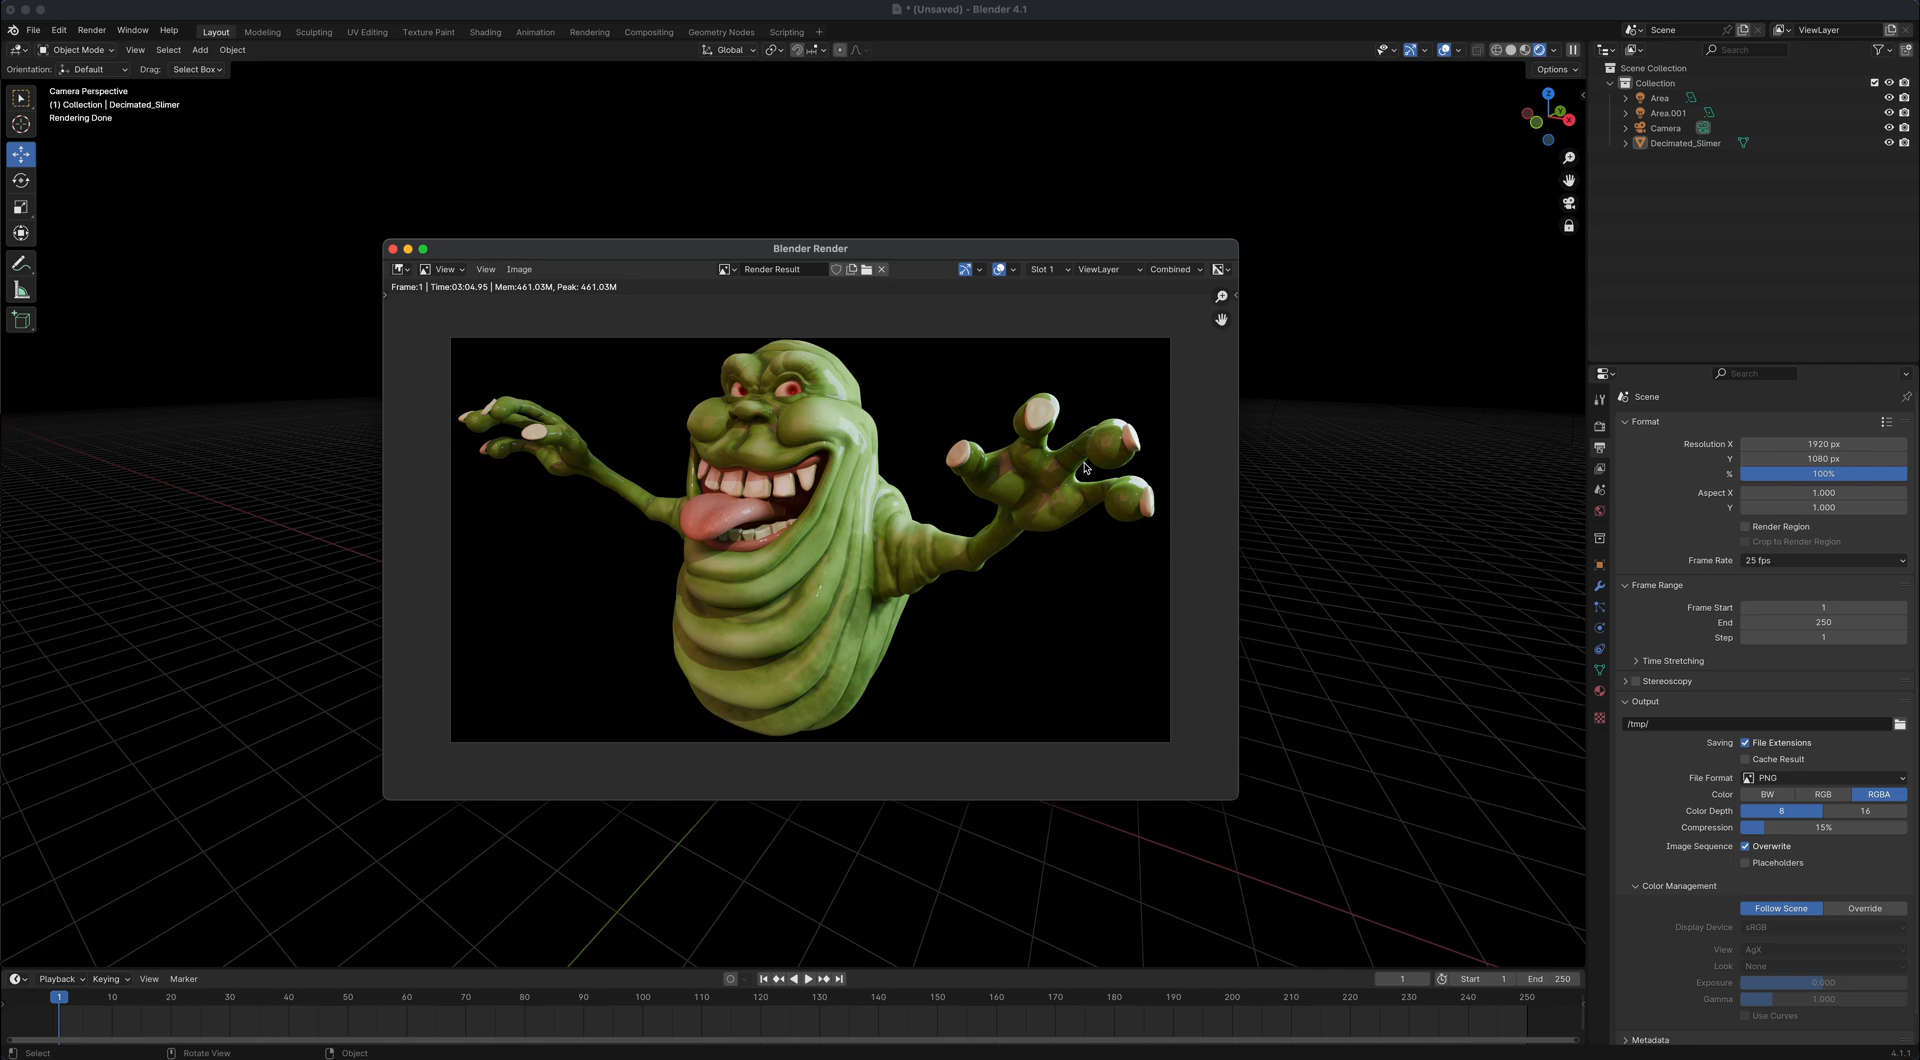 * (Unsaved) - Blender 4.1
File Edit Render Window Help Layout Modeling Sculpting UV Editing Texture Paint Shading Animation Rendering Compositing Geometry Nodes Scripting + Scene ViewLayer
Object Mode View Select Add Object Global Search
Orientation: Default Drag: Select Box Options
Camera Perspective
(1) Collection | Decimated_Slimer
Rendering Done
Z
Y
X
Scene Collection
Collection
Area
Area.001
Camera
Decimated_Slimer
Blender Render
View View Image Render Result Slot 1 ViewLayer Combined
Frame:1 | Time:03:04.95 | Mem:461.03M, Peak: 461.03M
Search
Scene
Format
Resolution X 1920 px
Y 1080 px
% 100%
Aspect X 1.000
Y 1.000
Render Region
Crop to Render Region
Frame Rate 25 fps
Frame Range
Frame Start 1
End 250
Step 1
Time Stretching
Stereoscopy
Output
/tmp/
Saving File Extensions
Cache Result
File Format PNG
Color BW RGB RGBA
Color Depth 8 16
Compression 15%
Image Sequence Overwrite
Placeholders
Color Management
Follow Scene Override
Display Device sRGB
View AgX
Look None
Exposure 0.000
Gamma 1.000
Use Curves
Metadata
Playback Keying View Marker 1 Start 1 End 250
1 10 20 30 40 50 60 70 80 90 100 110 120 130 140 150 160 170 180 190 200 210 220 230 240 250
Select Rotate View Object 4.1.1